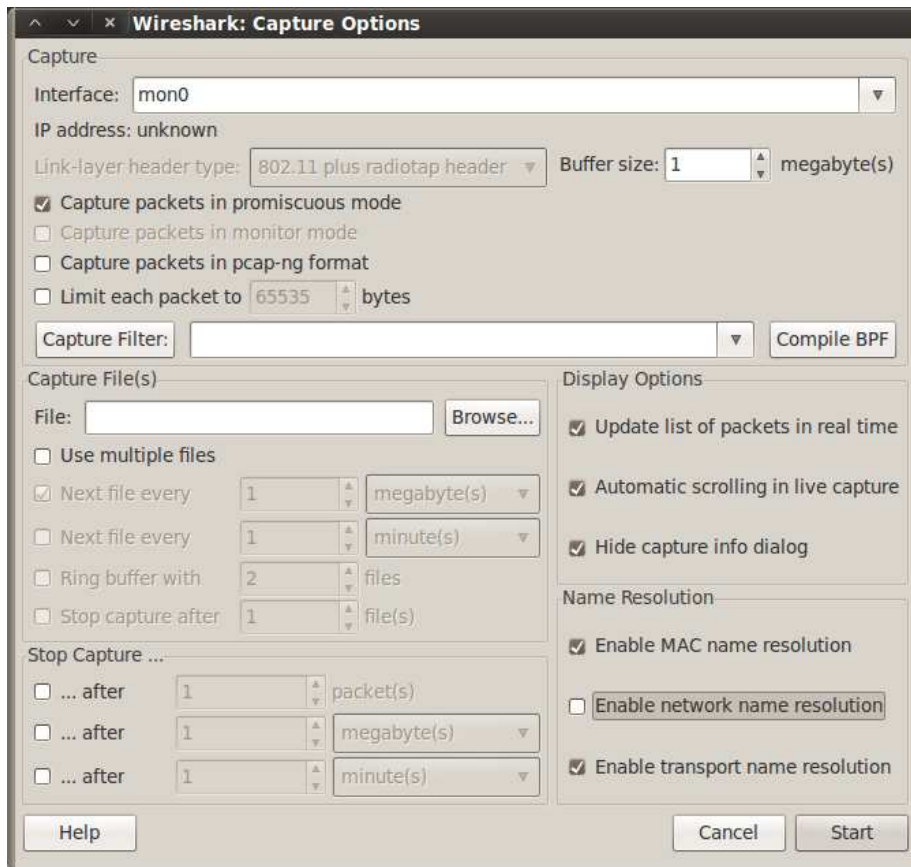 Wireshark: Capture Options
Capture
Interface: mon0
IP address: unknown
Link-layer header type: 802.11 plus radiotap header Buffer size: 1 megabyte(s)
Capture packets in promiscuous mode
Capture packets in monitor mode
Capture packets in pcap-ng format
Limit each packet to 65535 bytes
Capture Filter: Compile BPF
Capture File(s)
File: Browse...
Use multiple files
Next file every 1 megabyte(s)
Next file every 1 minute(s)
Ring buffer with 2 files
Stop capture after 1 file(s)
Stop Capture ...
... after 1 packet(s)
... after 1 megabyte(s)
... after 1 minute(s)
Display Options
Update list of packets in real time
Automatic scrolling in live capture
Hide capture info dialog
Name Resolution
Enable MAC name resolution
Enable network name resolution
Enable transport name resolution
Help Cancel Start